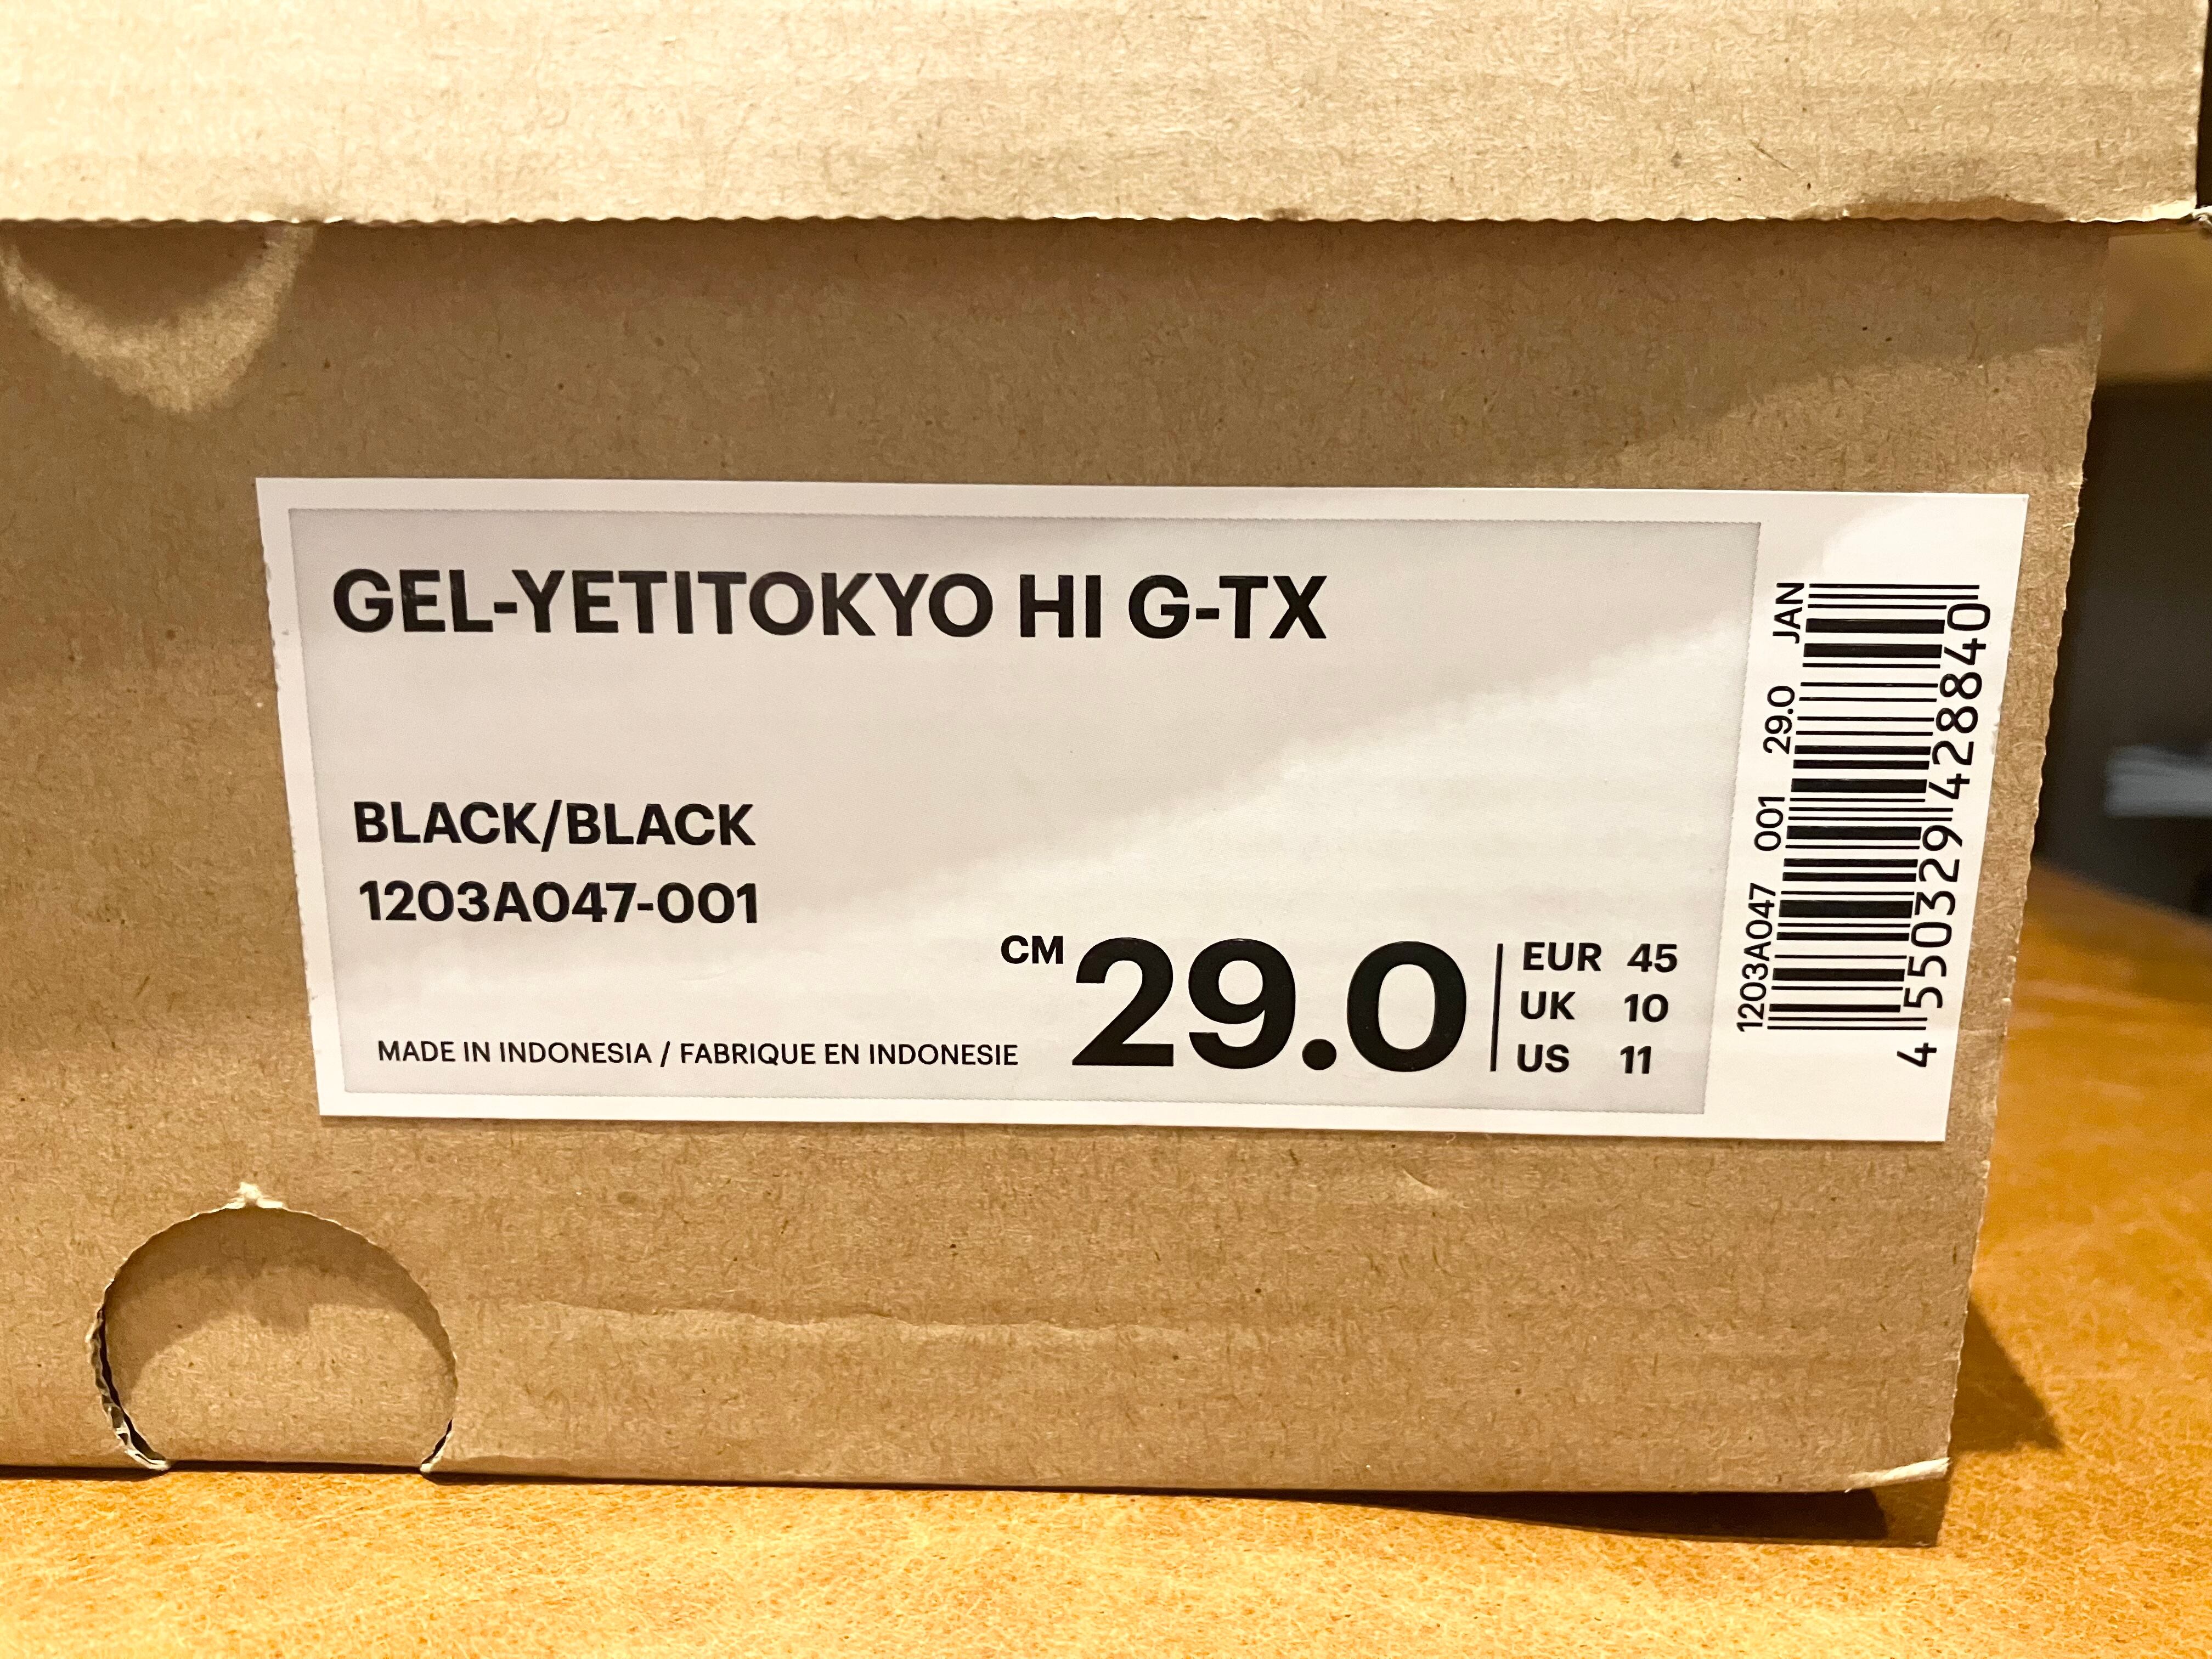 GEL-YETITOKYO HI G-TX
BLACK/BLACK
1203A047-001
MADE IN INDONESIA / FABRIQUE EN INDONESIE
CM 29.0
EUR 45
UK 10
US 11
1203A047 001 29.0 JAN
4 550329 428840